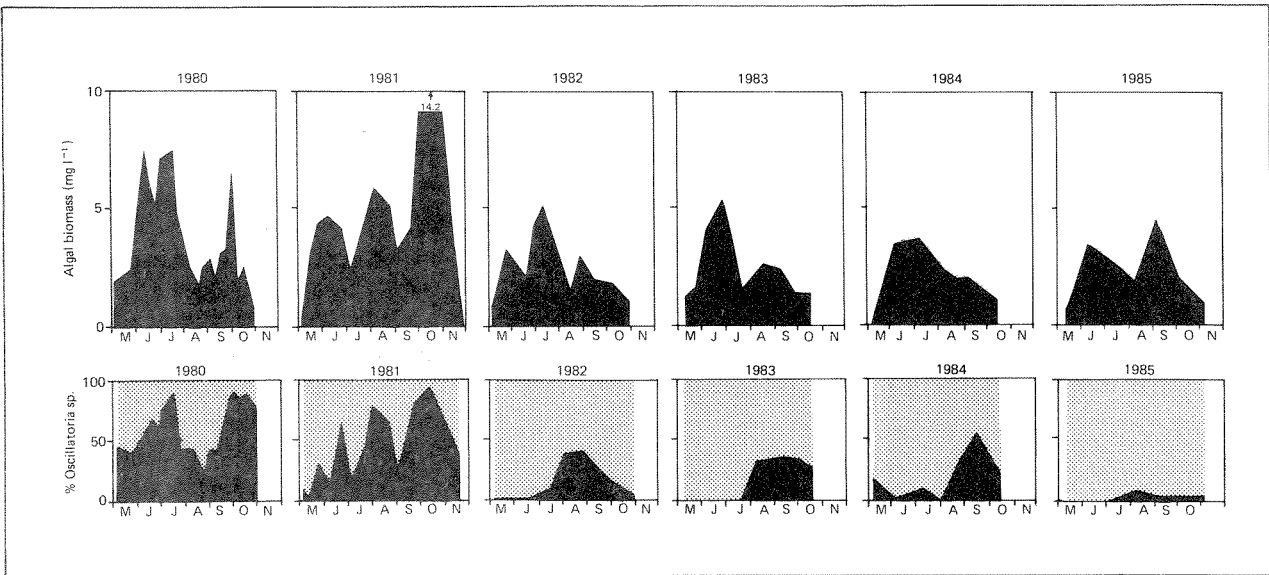 1980 1981 1982 1983 1984 1985
10
14.2
Algal biomass (mg l⁻¹)
5
0
M J J A S O N M J J A S O N M J J A S O N M J J A S O N M J J A S O N M J J A S O N
1980 1981 1982 1983 1984 1985
100
% Oscillatoria sp.
50
0
M J J A S O N M J J A S O N M J J A S O N M J J A S O N M J J A S O N M J J A S O N